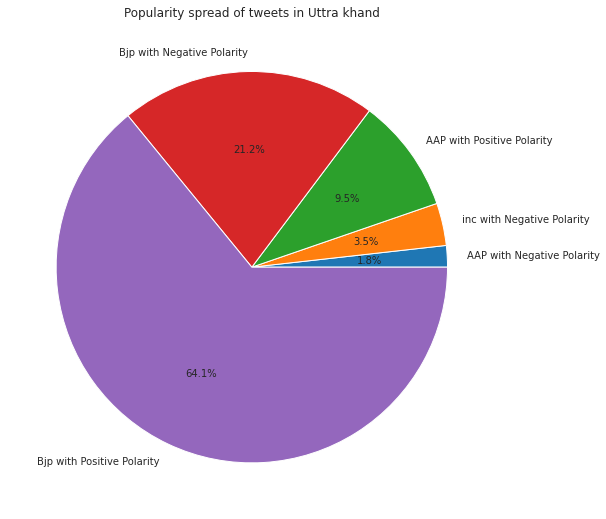 Popularity spread of tweets in Uttra khand
Bjp with Negative Polarity
21.2%
AAP with Positive Polarity
9.5%
inc with Negative Polarity
3.5%
AAP with Negative Polarity
1.8%
64.1%
Bjp with Positive Polarity